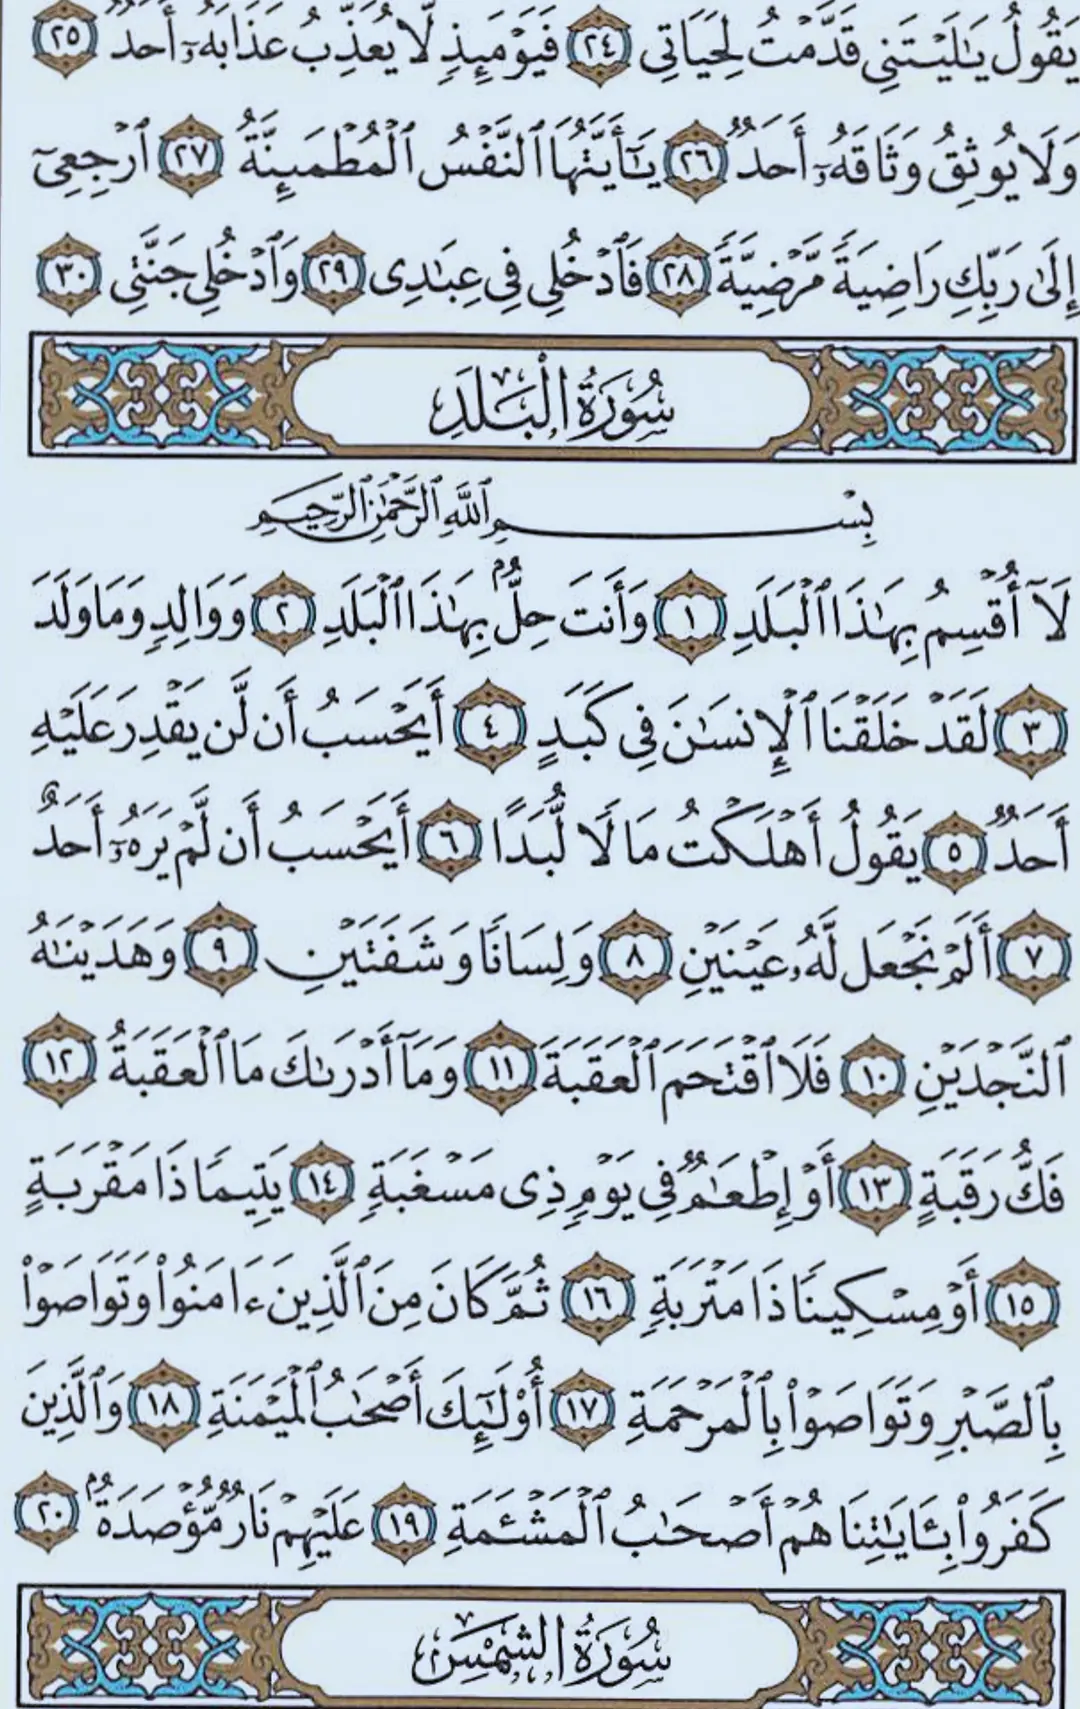 يَقُولُ يَٰلَيْتَنِى قَدَّمْتُ لِحَيَاتِى ٢٤ فَيَوْمَئِذٍ لَّا يُعَذِّبُ عَذَابَهُۥٓ أَحَدٌ ٢٥
وَلَا يُوثِقُ وَثَاقَهُۥٓ أَحَدٌ ٢٦ يَٰٓأَيَّتُهَا ٱلنَّفْسُ ٱلْمُطْمَئِنَّةُ ٢٧ ٱرْجِعِىٓ
إِلَىٰ رَبِّكِ رَاضِيَةً مَّرْضِيَّةً ٢٨ فَٱدْخُلِى فِى عِبَٰدِى ٢٩ وَٱدْخُلِى جَنَّتِى ٣٠
سُورَةُ الْبَلَدِ
بِسْمِ ٱللَّهِ ٱلرَّحْمَٰنِ ٱلرَّحِيمِ
لَآ أُقْسِمُ بِهَٰذَا ٱلْبَلَدِ ١ وَأَنتَ حِلٌّۢ بِهَٰذَا ٱلْبَلَدِ ٢ وَوَالِدٍ وَمَا وَلَدَ
٣ لَقَدْ خَلَقْنَا ٱلْإِنسَٰنَ فِى كَبَدٍ ٤ أَيَحْسَبُ أَن لَّن يَقْدِرَ عَلَيْهِ
أَحَدٌ ٥ يَقُولُ أَهْلَكْتُ مَالًا لُّبَدًا ٦ أَيَحْسَبُ أَن لَّمْ يَرَهُۥٓ أَحَدٌ
٧ أَلَمْ نَجْعَل لَّهُۥ عَيْنَيْنِ ٨ وَلِسَانًا وَشَفَتَيْنِ ٩ وَهَدَيْنَٰهُ
ٱلنَّجْدَيْنِ ١٠ فَلَا ٱقْتَحَمَ ٱلْعَقَبَةَ ١١ وَمَآ أَدْرَىٰكَ مَا ٱلْعَقَبَةُ ١٢
فَكُّ رَقَبَةٍ ١٣ أَوْ إِطْعَٰمٌ فِى يَوْمٍ ذِى مَسْغَبَةٍ ١٤ يَتِيمًا ذَا مَقْرَبَةٍ
١٥ أَوْ مِسْكِينًا ذَا مَتْرَبَةٍ ١٦ ثُمَّ كَانَ مِنَ ٱلَّذِينَ ءَامَنُوا۟ وَتَوَاصَوْا۟
بِٱلصَّبْرِ وَتَوَاصَوْا۟ بِٱلْمَرْحَمَةِ ١٧ أُو۟لَٰٓئِكَ أَصْحَٰبُ ٱلْمَيْمَنَةِ ١٨ وَٱلَّذِينَ
كَفَرُوا۟ بِـَٔايَٰتِنَا هُمْ أَصْحَٰبُ ٱلْمَشْـَٔمَةِ ١٩ عَلَيْهِمْ نَارٌ مُّؤْصَدَةٌۢ ٢٠
سُورَةُ الشَّمْسِ